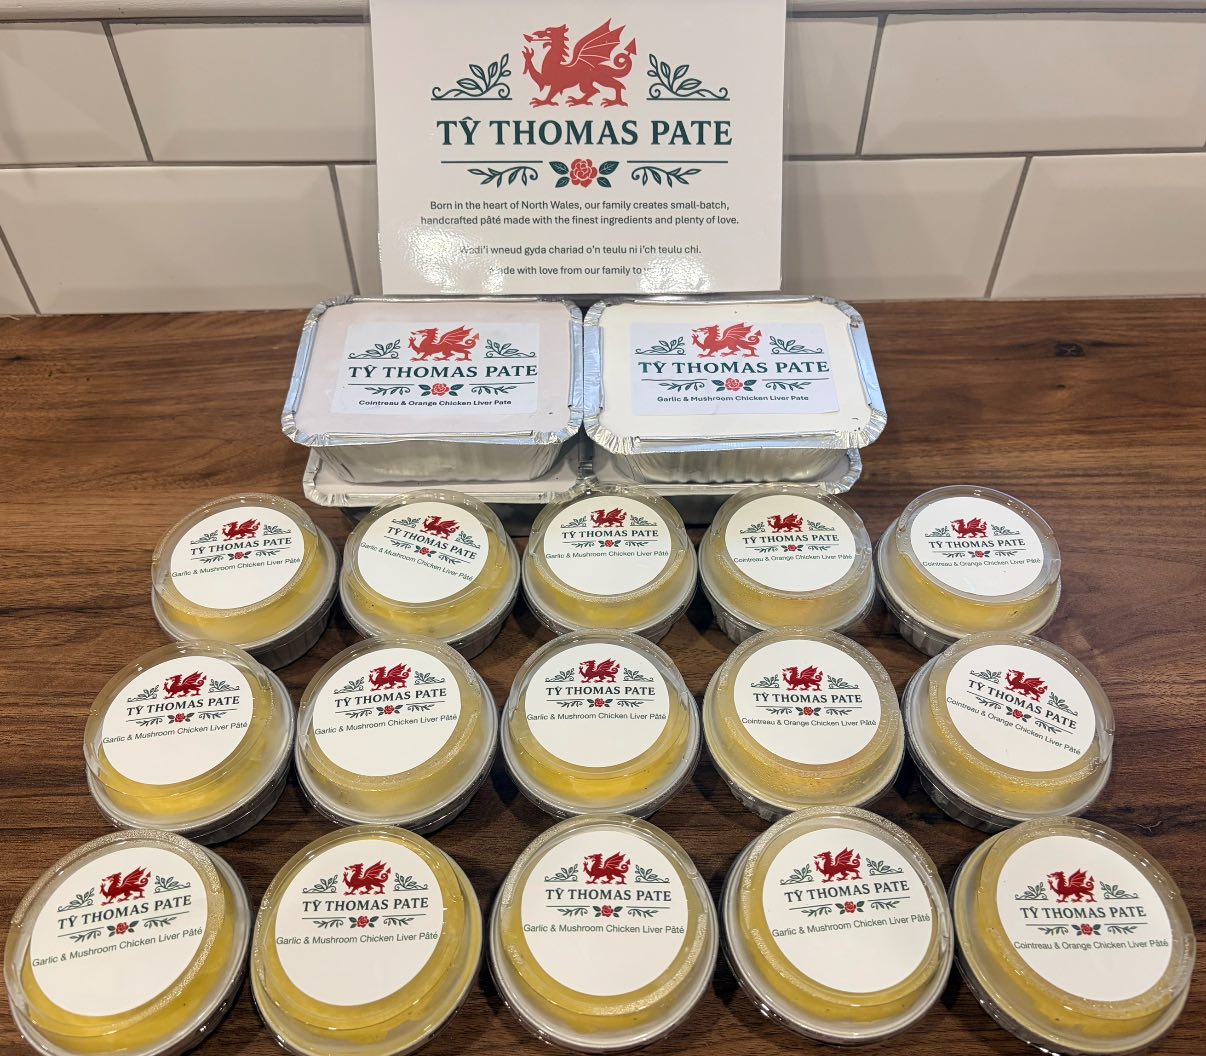 TŶ THOMAS PATE
Born in the heart of North Wales, our family creates small-batch,
handcrafted pâté made with the finest ingredients and plenty of love.
Wedi'i wneud gyda chariad o'n teulu ni i'ch teulu chi.
with love from our family to
TŶ THOMAS PATE
Cointreau & Orange Chicken Liver Pate
TŶ THOMAS PATE
Garlic & Mushroom Chicken Liver Pate
TŶ THOMAS PATE
Garlic & Mushroom Chicken Liver Pâté
TŶ THOMAS PATE
Garlic & Mushroom Chicken Liver Pâté
TŶ THOMAS PATE
Garlic & Mushroom Chicken Liver Pâté
TŶ THOMAS PATE
Cointreau & Orange Chicken Liver Pâté
TŶ THOMAS PATE
Cointreau & Orange Chicken Liver Pâté
TŶ THOMAS PATE
Garlic & Mushroom Chicken Liver Pâté
TŶ THOMAS PATE
Garlic & Mushroom Chicken Liver Pâté
TŶ THOMAS PATE
Garlic & Mushroom Chicken Liver Pâté
TŶ THOMAS PATE
Cointreau & Orange Chicken Liver Pâté
TŶ THOMAS PATE
Cointreau & Orange Chicken Liver Pâté
TŶ THOMAS PATE
Garlic & Mushroom Chicken Liver Pâté
TŶ THOMAS PATE
Garlic & Mushroom Chicken Liver Pâté
TŶ THOMAS PATE
Garlic & Mushroom Chicken Liver Pâté
TŶ THOMAS PATE
Garlic & Mushroom Chicken Liver Pâté
TŶ THOMAS PATE
Cointreau & Orange Chicken Liver Pâté